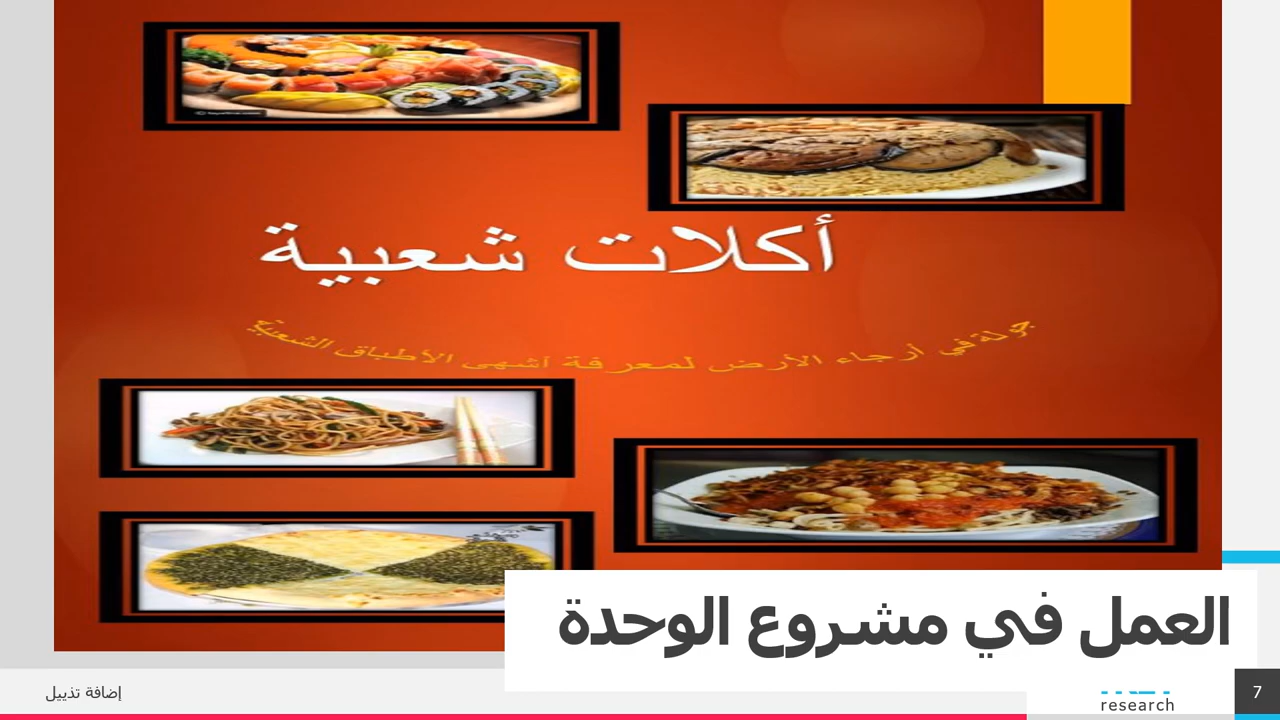 أكلات شعبية
جولة في أرجاء الأرض لمعرفة أشهى الأطباق الشعبية
العمل في مشروع الوحدة
research
7
إضافة تذييل